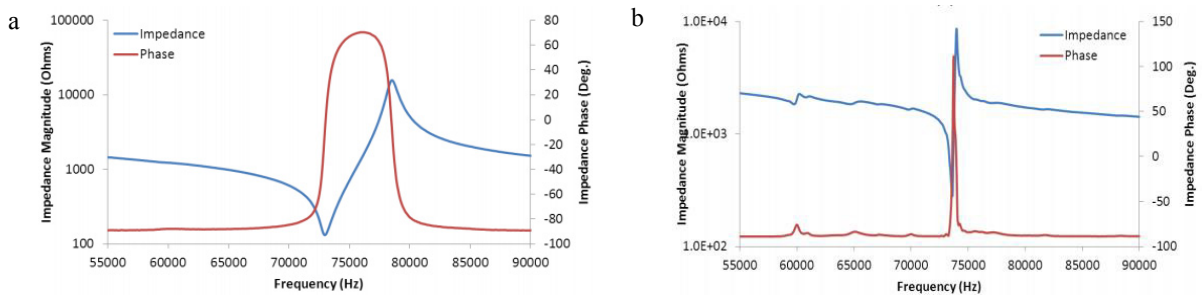 a
100000
10000
1000
100
Impedance Magnitude (Ohms)
Impedance
Phase
80
60
40
20
0
-20
-40
-60
-80
-100
Impedance Phase (Deg.)
55000 60000 65000 70000 75000 80000 85000 90000
Frequency (Hz)
b
1.0E+04
1.0E+03
1.0E+02
Impedance Magnitude (Ohms)
Impedance
Phase
150
100
50
0
-50
-100
Impedance Phase (Deg.)
55000 60000 65000 70000 75000 80000 85000 90000
Frequency (Hz)